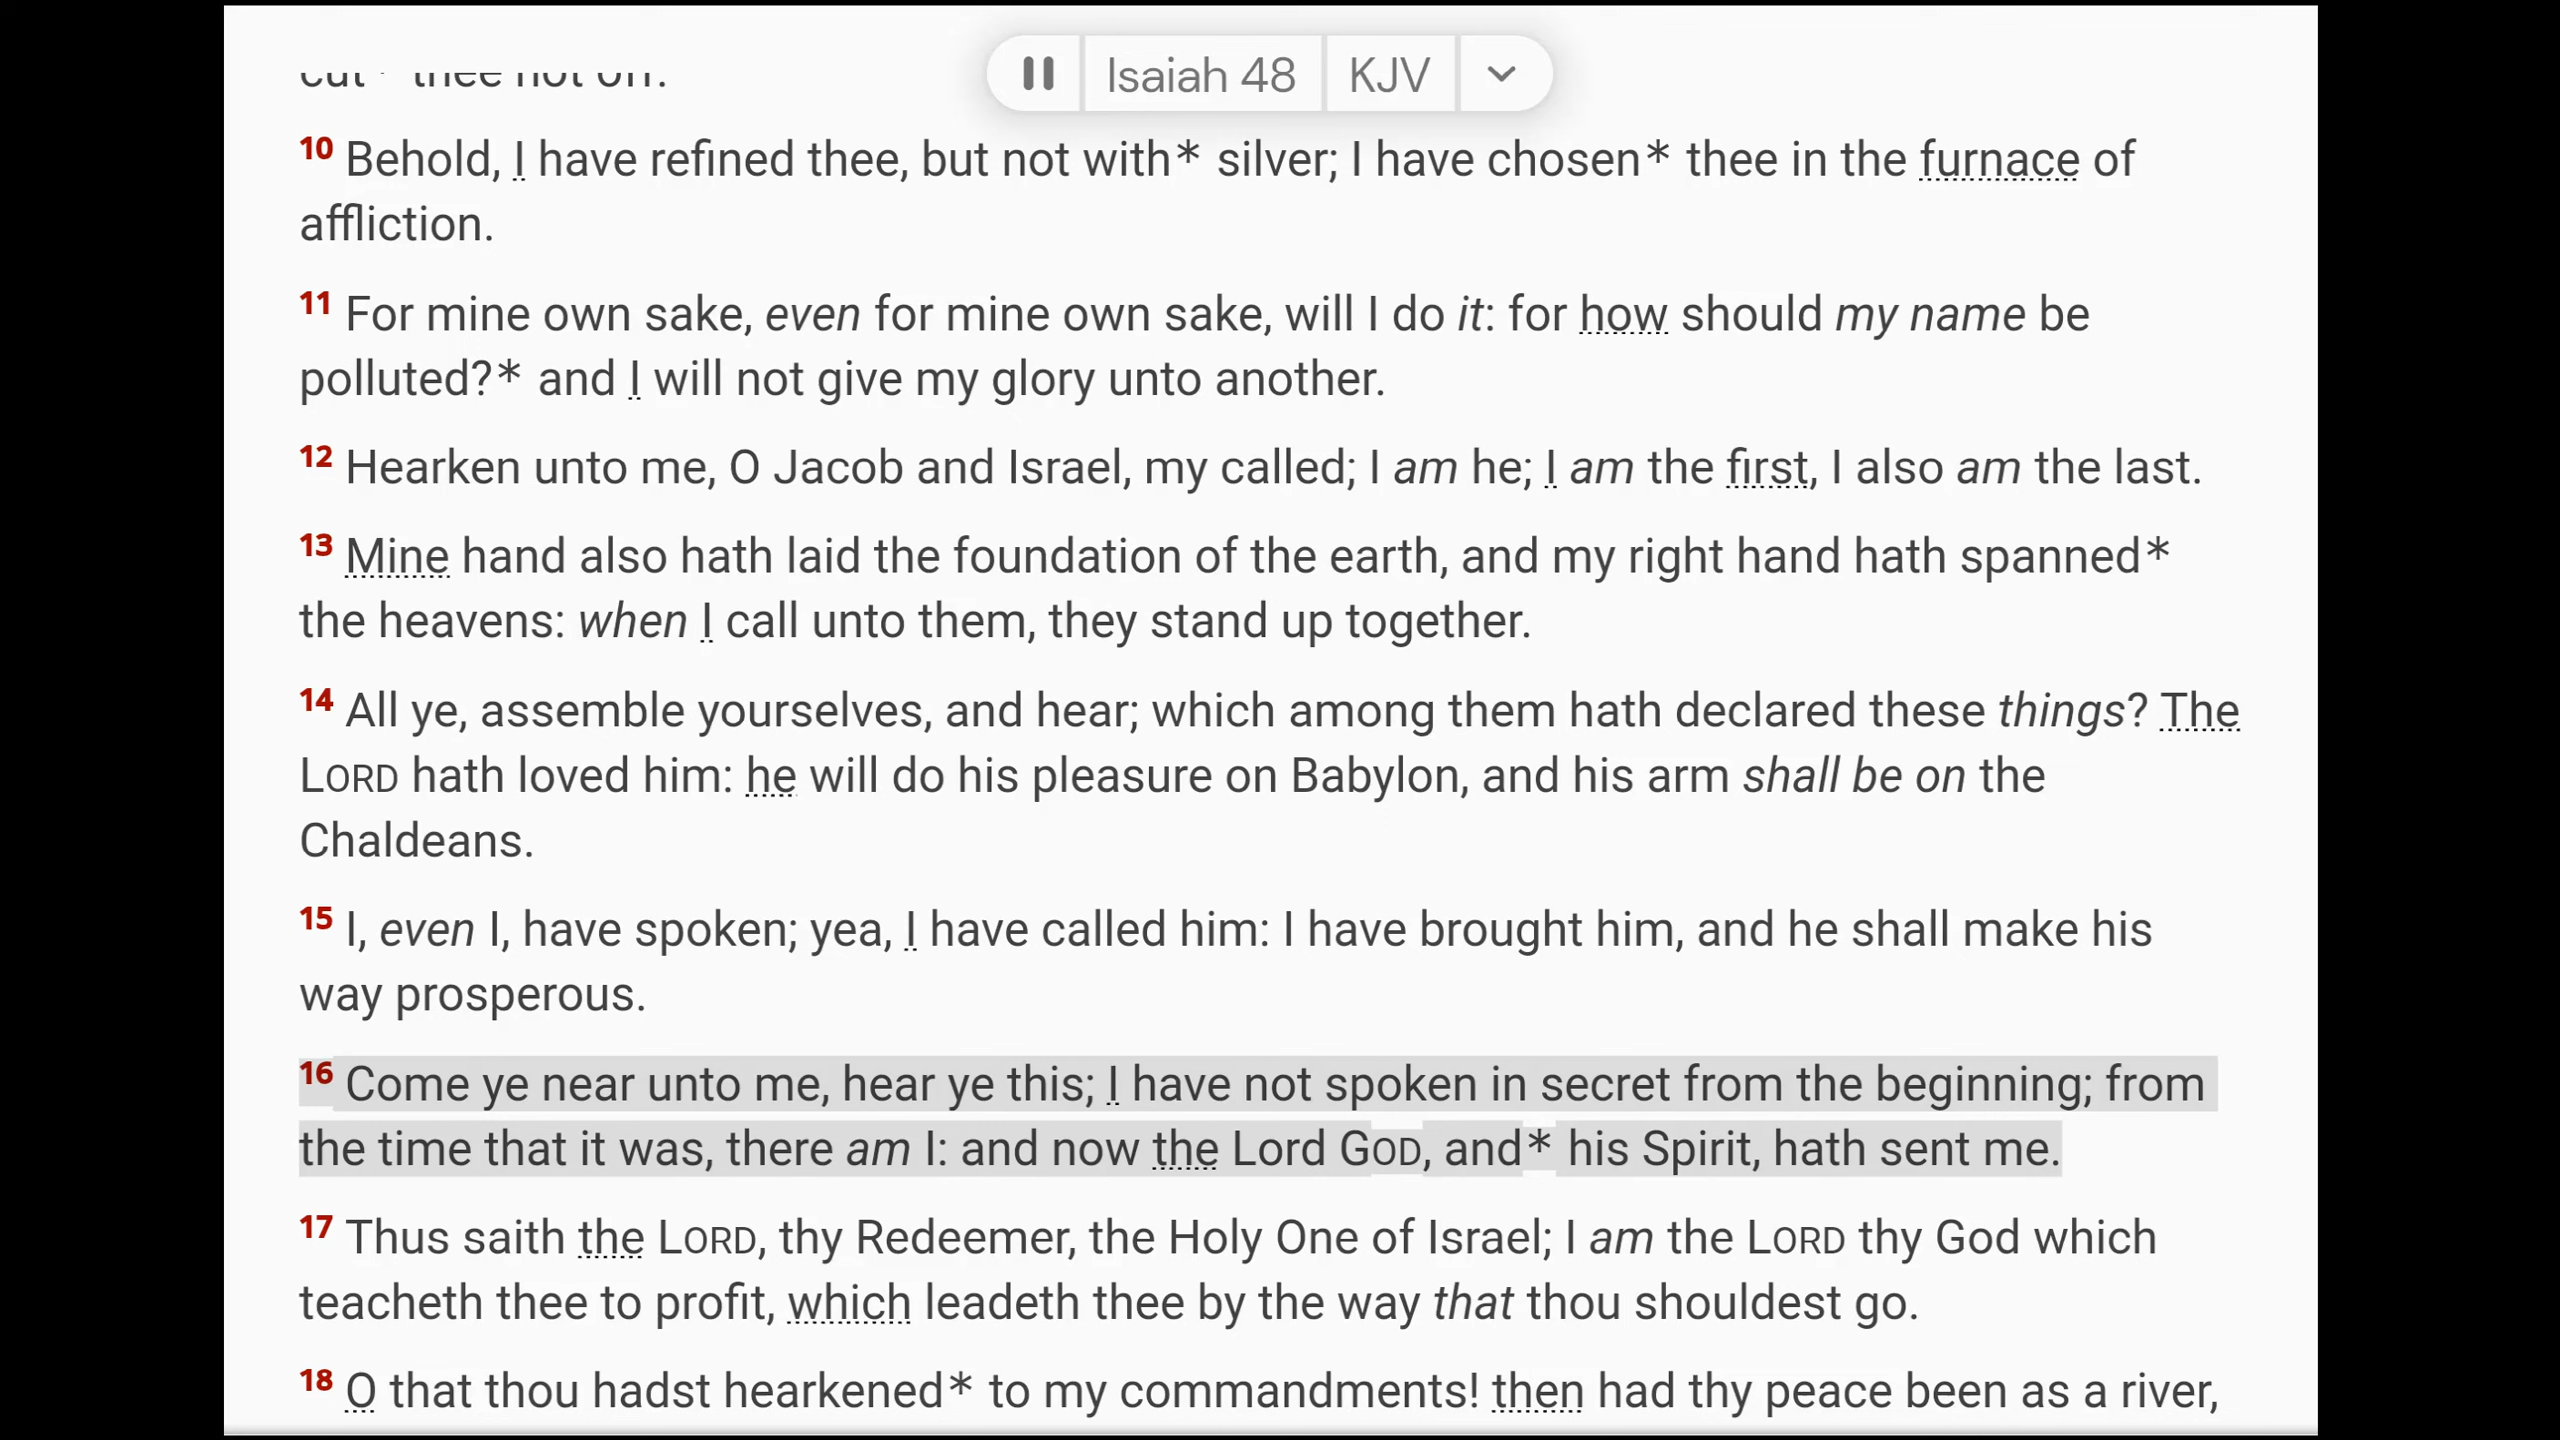 cut * thee not off.
Isaiah 48 KJV
10 Behold, I have refined thee, but not with* silver; I have chosen* thee in the furnace of
affliction.
11 For mine own sake, even for mine own sake, will I do it: for how should my name be
polluted?* and I will not give my glory unto another.
12 Hearken unto me, O Jacob and Israel, my called; I am he; I am the first, I also am the last.
13 Mine hand also hath laid the foundation of the earth, and my right hand hath spanned*
the heavens: when I call unto them, they stand up together.
14 All ye, assemble yourselves, and hear; which among them hath declared these things? The
LORD hath loved him: he will do his pleasure on Babylon, and his arm shall be on the
Chaldeans.
15 I, even I, have spoken; yea, I have called him: I have brought him, and he shall make his
way prosperous.
16 Come ye near unto me, hear ye this; I have not spoken in secret from the beginning; from
the time that it was, there am I: and now the Lord GOD, and* his Spirit, hath sent me.
17 Thus saith the LORD, thy Redeemer, the Holy One of Israel; I am the LORD thy God which
teacheth thee to profit, which leadeth thee by the way that thou shouldest go.
18 O that thou hadst hearkened* to my commandments! then had thy peace been as a river,